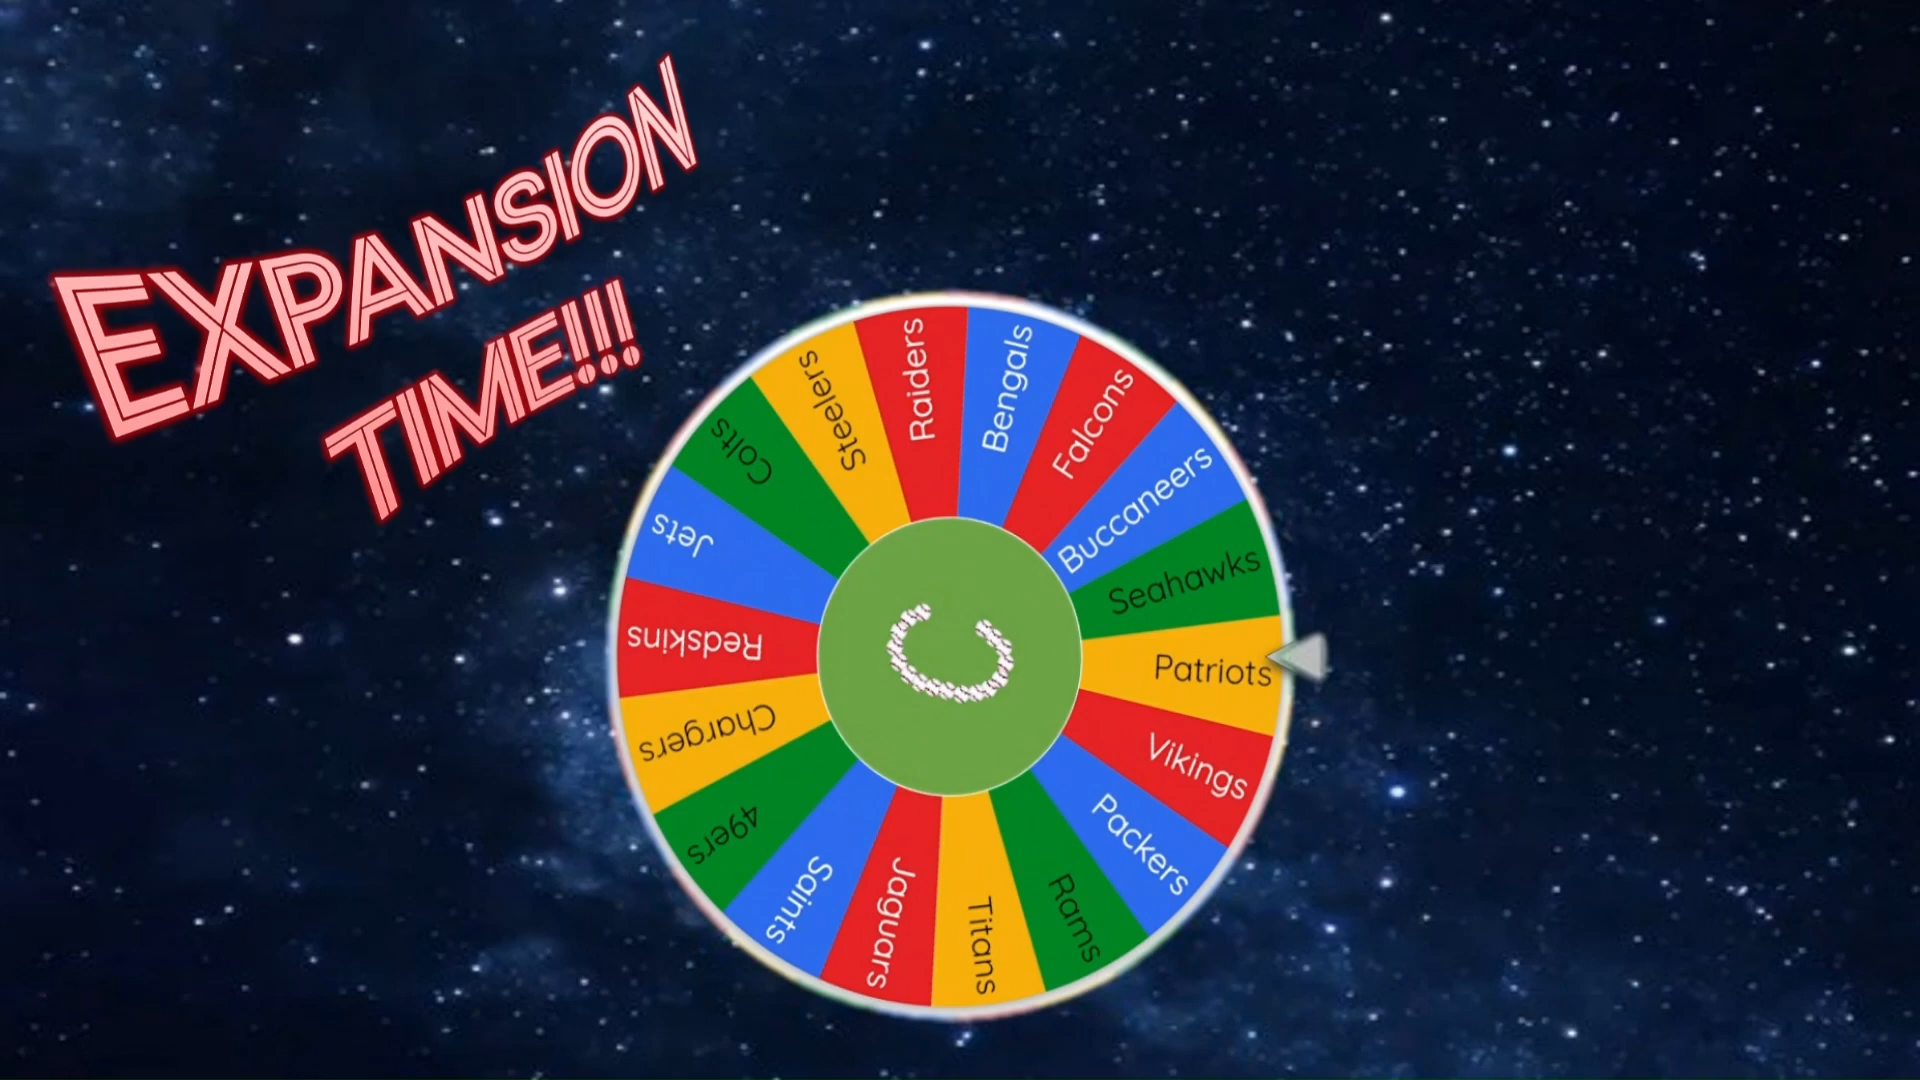 EXPANSION
TIME!!!
Raiders
Bengals
Falcons
Buccaneers
Seahawks
Patriots
Vikings
Packers
Rams
Titans
Jaguars
Saints
49ers
Chargers
Redskins
Jets
Colts
Steelers
C